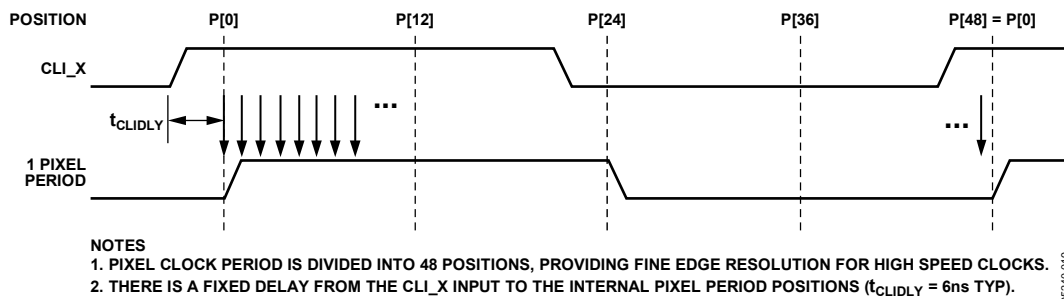 POSITION P[0] P[12] P[24] P[36] P[48] = P[0]
CLI_X
tCLIDLY
...
...
1 PIXEL
PERIOD
NOTES
1. PIXEL CLOCK PERIOD IS DIVIDED INTO 48 POSITIONS, PROVIDING FINE EDGE RESOLUTION FOR HIGH SPEED CLOCKS.
2. THERE IS A FIXED DELAY FROM THE CLI_X INPUT TO THE INTERNAL PIXEL PERIOD POSITIONS (tCLIDLY = 6ns TYP).